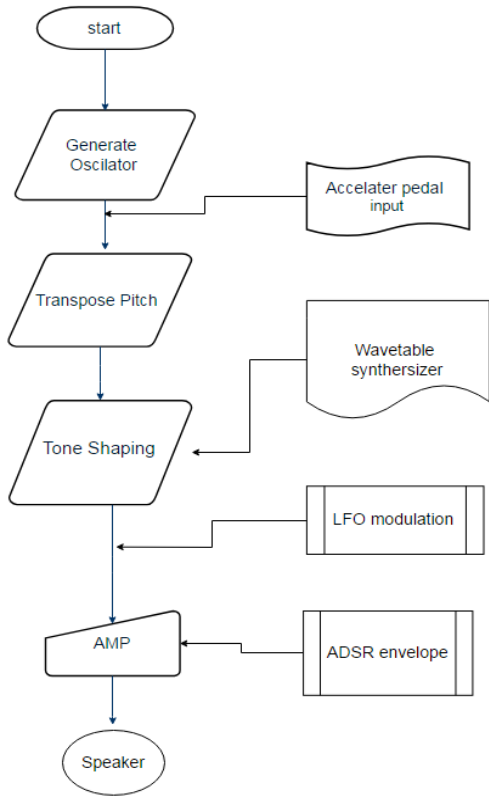 start
Generate
Oscilator
Accelater pedal
input
Transpose Pitch
Wavetable
synthersizer
Tone Shaping
LFO modulation
AMP
ADSR envelope
Speaker